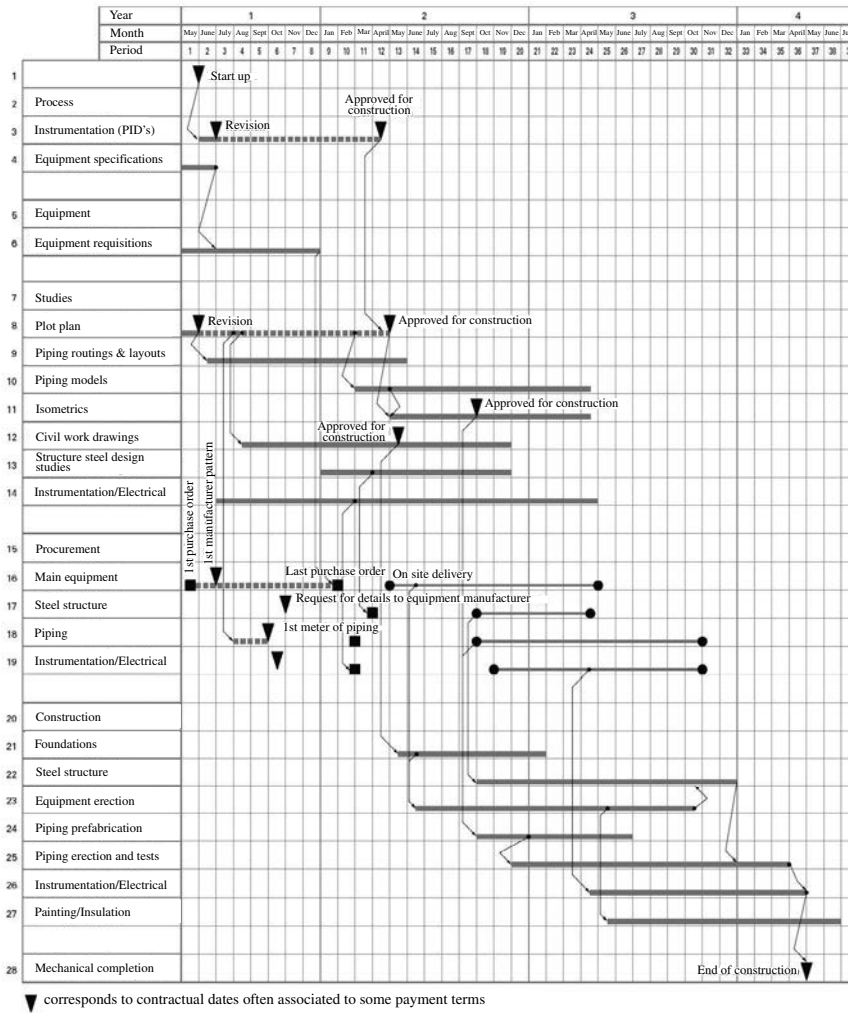 Year 1 2 3 4
Month May June July Aug Sept Oct Nov Dec Jan Feb Mar April May June July Aug Sept Oct Nov Dec Jan Feb Mar April May June July Aug Sept Oct Nov Dec Jan Feb Mar April May June July
Period 1 2 3 4 5 6 7 8 9 10 11 12 13 14 15 16 17 18 19 20 21 22 23 24 25 26 27 28 29 30 31 32 33 34 35 36 37 38
1 Start up
2 Process
Approved for
construction
3 Instrumentation (PID's) Revision
4 Equipment specifications
5 Equipment
6 Equipment requisitions
7 Studies
8 Plot plan Revision Approved for construction
9 Piping routings & layouts
10 Piping models
11 Isometrics Approved for construction
12 Civil work drawings Approved for
construction
13 Structure steel design
studies
14 Instrumentation/Electrical
1st purchase order
1st manufacturer pattern
15 Procurement
16 Main equipment Last purchase order On site delivery
17 Steel structure Request for details to equipment manufacturer
18 Piping 1st meter of piping
19 Instrumentation/Electrical
20 Construction
21 Foundations
22 Steel structure
23 Equipment erection
24 Piping prefabrication
25 Piping erection and tests
26 Instrumentation/Electrical
27 Painting/Insulation
28 Mechanical completion End of construction
corresponds to contractual dates often associated to some payment terms